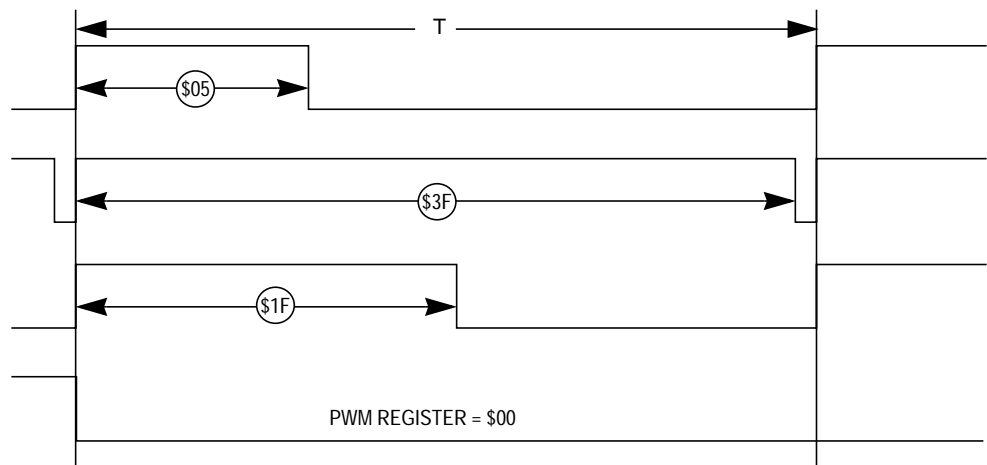 T
$05
$3F
$1F
PWM REGISTER = $00